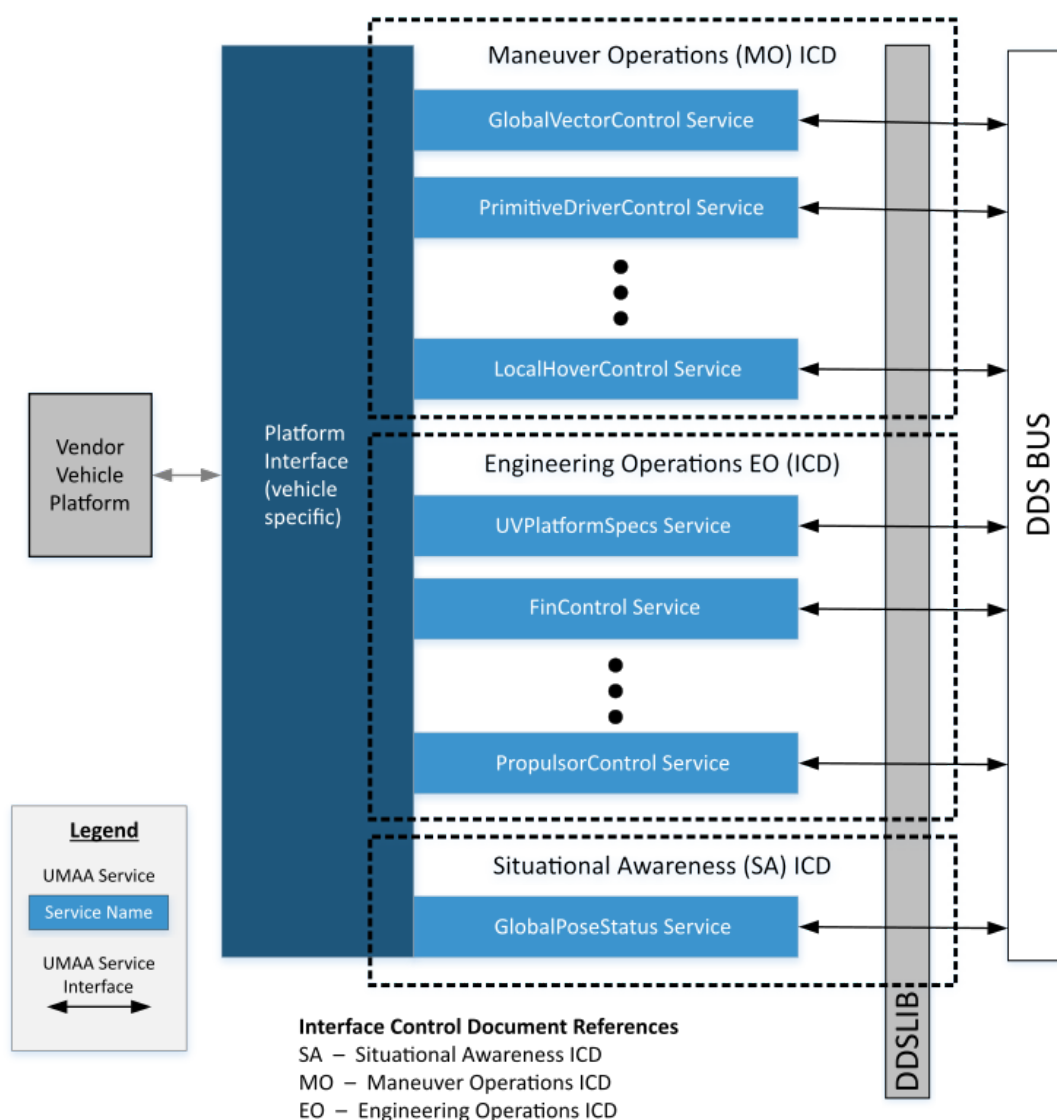 Maneuver Operations (MO) ICD
GlobalVectorControl Service
PrimitiveDriverControl Service
LocalHoverControl Service
Vendor
Vehicle
Platform
Platform
Interface
(vehicle
specific)
Engineering Operations EO (ICD)
UVPlatformSpecs Service
FinControl Service
PropulsorControl Service
Situational Awareness (SA) ICD
GlobalPoseStatus Service
DDSLIB
DDS BUS
Legend
UMAA Service
Service Name
UMAA Service
Interface
Interface Control Document References
SA – Situational Awareness ICD
MO – Maneuver Operations ICD
EO – Engineering Operations ICD